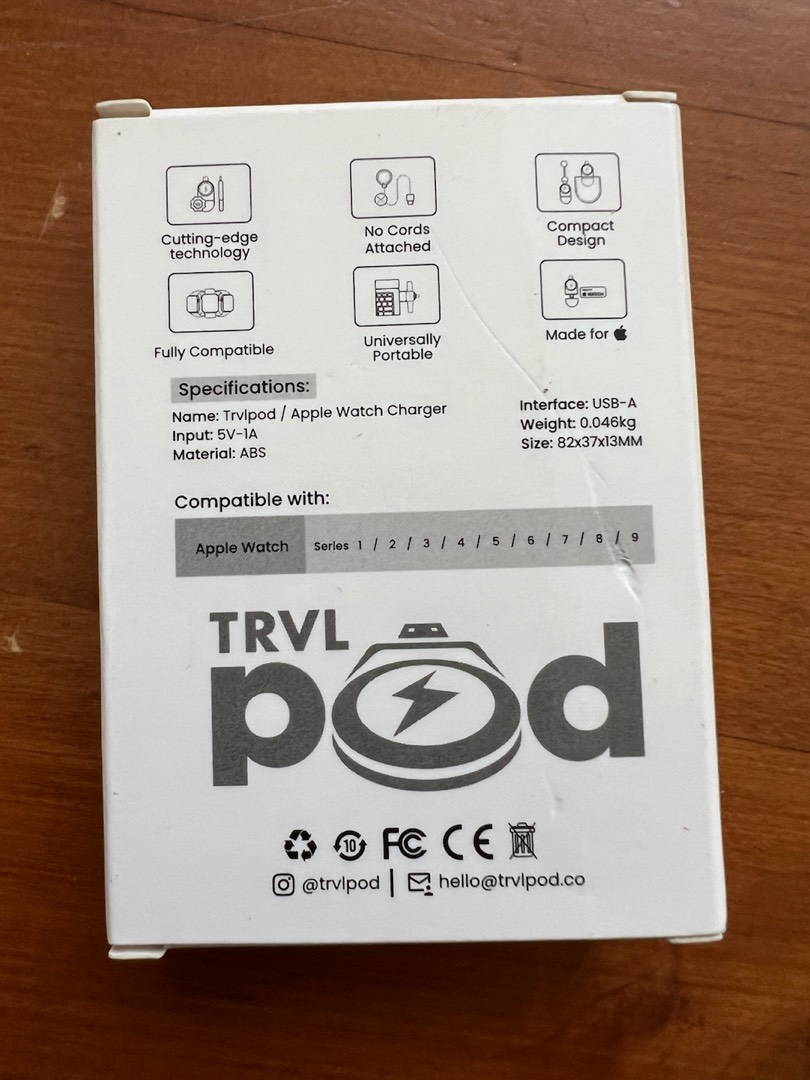 Cutting-edge
technology
No Cords
Attached
Compact
Design
Fully Compatible
Universally
Portable
Made for
Specifications:
Name: Trvlpod / Apple Watch Charger
Input: 5V-1A
Material: ABS
Interface: USB-A
Weight: 0.046kg
Size: 82x37x13MM
Compatible with:
Apple Watch Series 1 / 2 / 3 / 4 / 5 / 6 / 7 / 8 / 9
TRVL
pod
10 FC CE
@trvlpod | hello@trvlpod.co